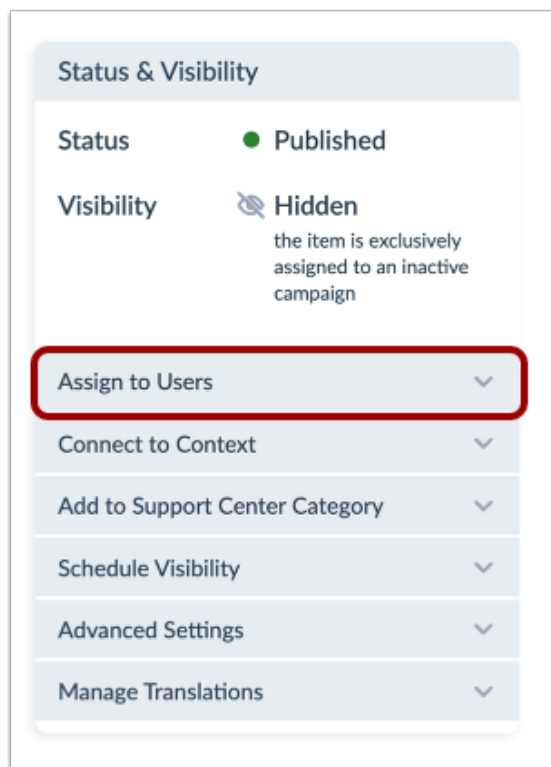 Status & Visibility
Status Published
Visibility Hidden
the item is exclusively
assigned to an inactive
campaign
Assign to Users
Connect to Context
Add to Support Center Category
Schedule Visibility
Advanced Settings
Manage Translations